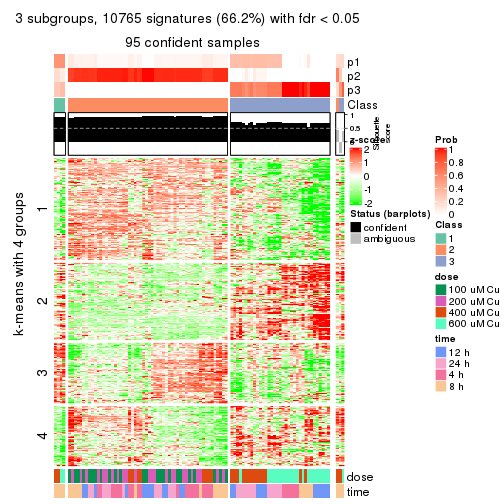 3 subgroups, 10765 signatures (66.2%) with fdr < 0.05
95 confident samples
p1
p2
p3
Class
1
0.5
0
Silhouette
score
k-means with 4 groups
1
2
3
4
dose
time
z-score
2
1
0
-1
-2
Status (barplots)
confident
ambiguous
Prob
1
0.8
0.6
0.4
0.2
0
Class
1
2
3
dose
100 uM Cu
200 uM Cu
400 uM Cu
600 uM Cu
time
12 h
24 h
4 h
8 h